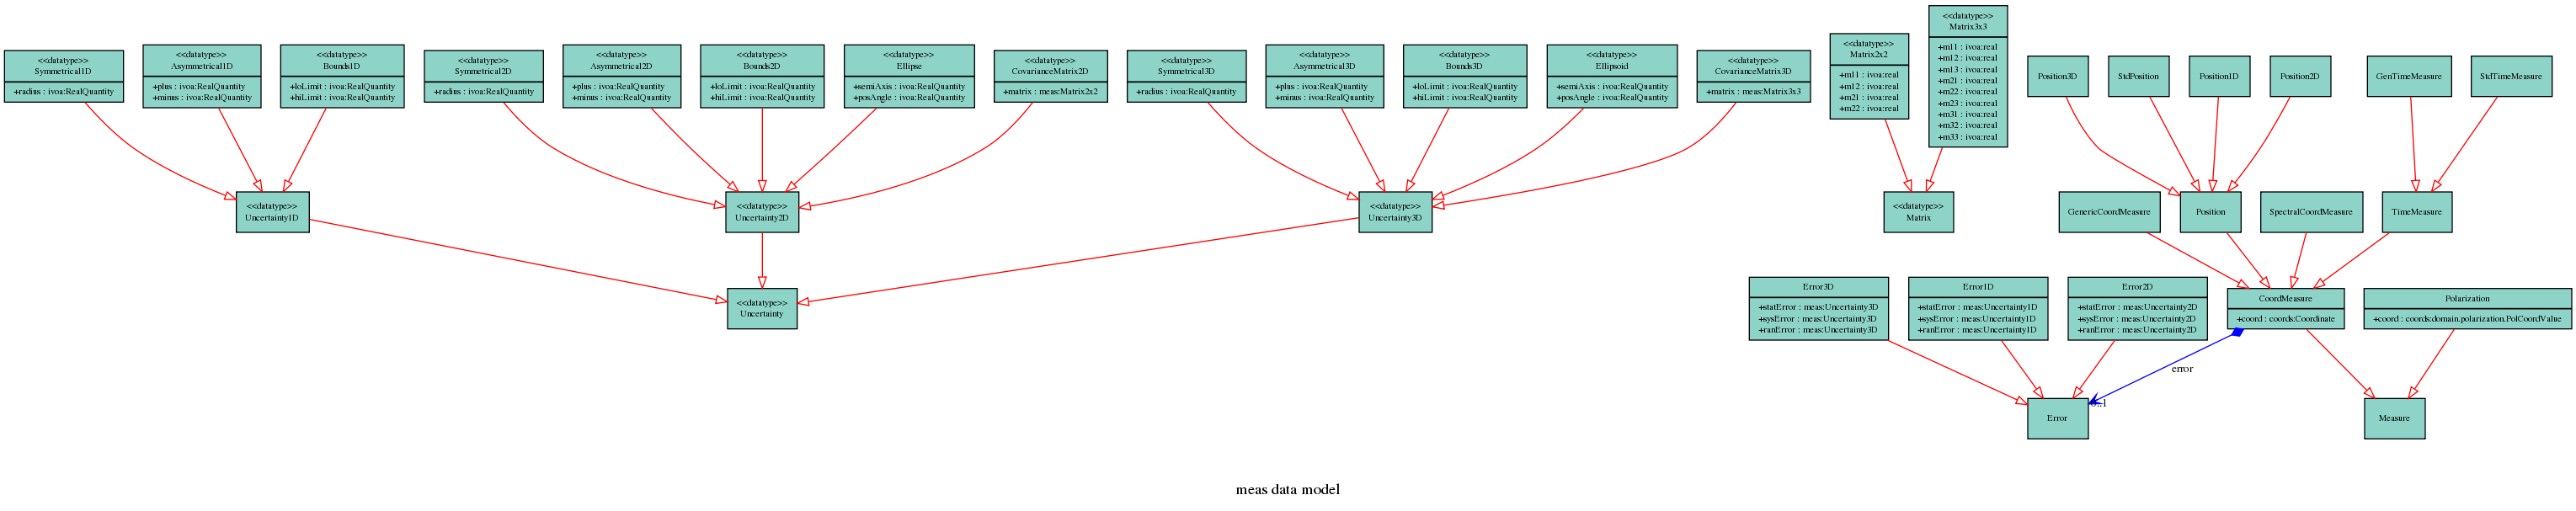 <<datatype>>
Symmetrical1D
+radius : ivoa:RealQuantity
<<datatype>>
Asymmetrical1D
+plus : ivoa:RealQuantity
+minus : ivoa:RealQuantity
<<datatype>>
Bounds1D
+loLimit : ivoa:RealQuantity
+hiLimit : ivoa:RealQuantity
<<datatype>>
Symmetrical2D
+radius : ivoa:RealQuantity
<<datatype>>
Asymmetrical2D
+plus : ivoa:RealQuantity
+minus : ivoa:RealQuantity
<<datatype>>
Bounds2D
+loLimit : ivoa:RealQuantity
+hiLimit : ivoa:RealQuantity
<<datatype>>
Ellipse
+semiAxis : ivoa:RealQuantity
+posAngle : ivoa:RealQuantity
<<datatype>>
CovarianceMatrix2D
+matrix : meas:Matrix2x2
<<datatype>>
Symmetrical3D
+radius : ivoa:RealQuantity
<<datatype>>
Asymmetrical3D
+plus : ivoa:RealQuantity
+minus : ivoa:RealQuantity
<<datatype>>
Bounds3D
+loLimit : ivoa:RealQuantity
+hiLimit : ivoa:RealQuantity
<<datatype>>
Ellipsoid
+semiAxis : ivoa:RealQuantity
+posAngle : ivoa:RealQuantity
<<datatype>>
CovarianceMatrix3D
+matrix : meas:Matrix3x3
<<datatype>>
Matrix2x2
+m11 : ivoa:real
+m12 : ivoa:real
+m21 : ivoa:real
+m22 : ivoa:real
<<datatype>>
Matrix3x3
+m11 : ivoa:real
+m12 : ivoa:real
+m13 : ivoa:real
+m21 : ivoa:real
+m22 : ivoa:real
+m23 : ivoa:real
+m31 : ivoa:real
+m32 : ivoa:real
+m33 : ivoa:real
Position3D
StdPosition
Position1D
Position2D
GenTimeMeasure
StdTimeMeasure
<<datatype>>
Uncertainty1D
<<datatype>>
Uncertainty2D
<<datatype>>
Uncertainty3D
<<datatype>>
Matrix
GenericCoordMeasure
Position
SpectralCoordMeasure
TimeMeasure
<<datatype>>
Uncertainty
Error3D
+statError : meas:Uncertainty3D
+sysError : meas:Uncertainty3D
+ranError : meas:Uncertainty3D
Error1D
+statError : meas:Uncertainty1D
+sysError : meas:Uncertainty1D
+ranError : meas:Uncertainty1D
Error2D
+statError : meas:Uncertainty2D
+sysError : meas:Uncertainty2D
+ranError : meas:Uncertainty2D
CoordMeasure
+coord : coords:Coordinate
Polarization
+coord : coords:domain.polarization.PolCoordValue
error
0..1
Error
Measure
meas data model